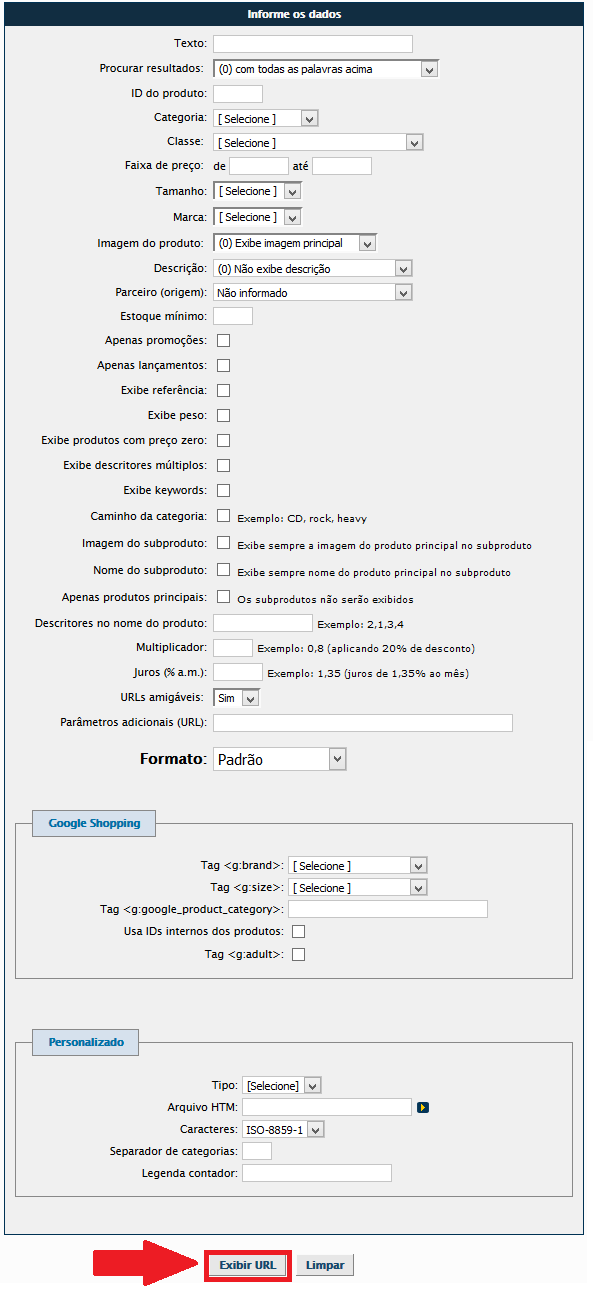 Informe os dados
Texto:
Procurar resultados: (0) com todas as palavras acima
ID do produto:
Categoria: [ Selecione ]
Classe: [ Selecione ]
Faixa de preço: de até
Tamanho: [ Selecione ]
Marca: [ Selecione ]
Imagem do produto: (0) Exibe imagem principal
Descrição: (0) Não exibe descrição
Parceiro (origem): Não informado
Estoque mínimo:
Apenas promoções:
Apenas lançamentos:
Exibe referência:
Exibe peso:
Exibe produtos com preço zero:
Exibe descritores múltiplos:
Exibe keywords:
Caminho da categoria: Exemplo: CD, rock, heavy
Imagem do subproduto: Exibe sempre a imagem do produto principal no subproduto
Nome do subproduto: Exibe sempre nome do produto principal no subproduto
Apenas produtos principais: Os subprodutos não serão exibidos
Descritores no nome do produto: Exemplo: 2,1,3,4
Multiplicador: Exemplo: 0,8 (aplicando 20% de desconto)
Juros (% a.m.): Exemplo: 1,35 (juros de 1,35% ao mês)
URLs amigáveis: Sim
Parâmetros adicionais (URL):
Formato: Padrão
Google Shopping
Tag <g:brand>: [ Selecione ]
Tag <g:size>: [ Selecione ]
Tag <g:google_product_category>:
Usa IDs internos dos produtos:
Tag <g:adult>:
Personalizado
Tipo: [Selecione]
Arquivo HTM:
Caracteres: ISO-8859-1
Separador de categorias:
Legenda contador:
Exibir URL Limpar